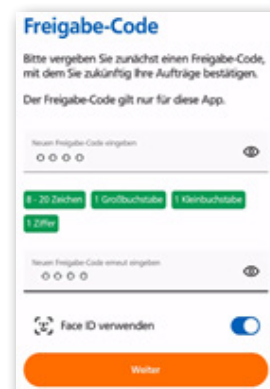 Freigabe-Code
Bitte vergeben Sie zunächst einen Freigabe-Code,
mit dem Sie zukünftig Ihre Aufträge bestätigen.
Der Freigabe-Code gilt nur für diese App.
Neuen Freigabe-Code eingeben
8 - 20 Zeichen 1 Großbuchstabe 1 Kleinbuchstabe
1 Ziffer
Neuen Freigabe-Code erneut eingeben
Face ID verwenden
Weiter